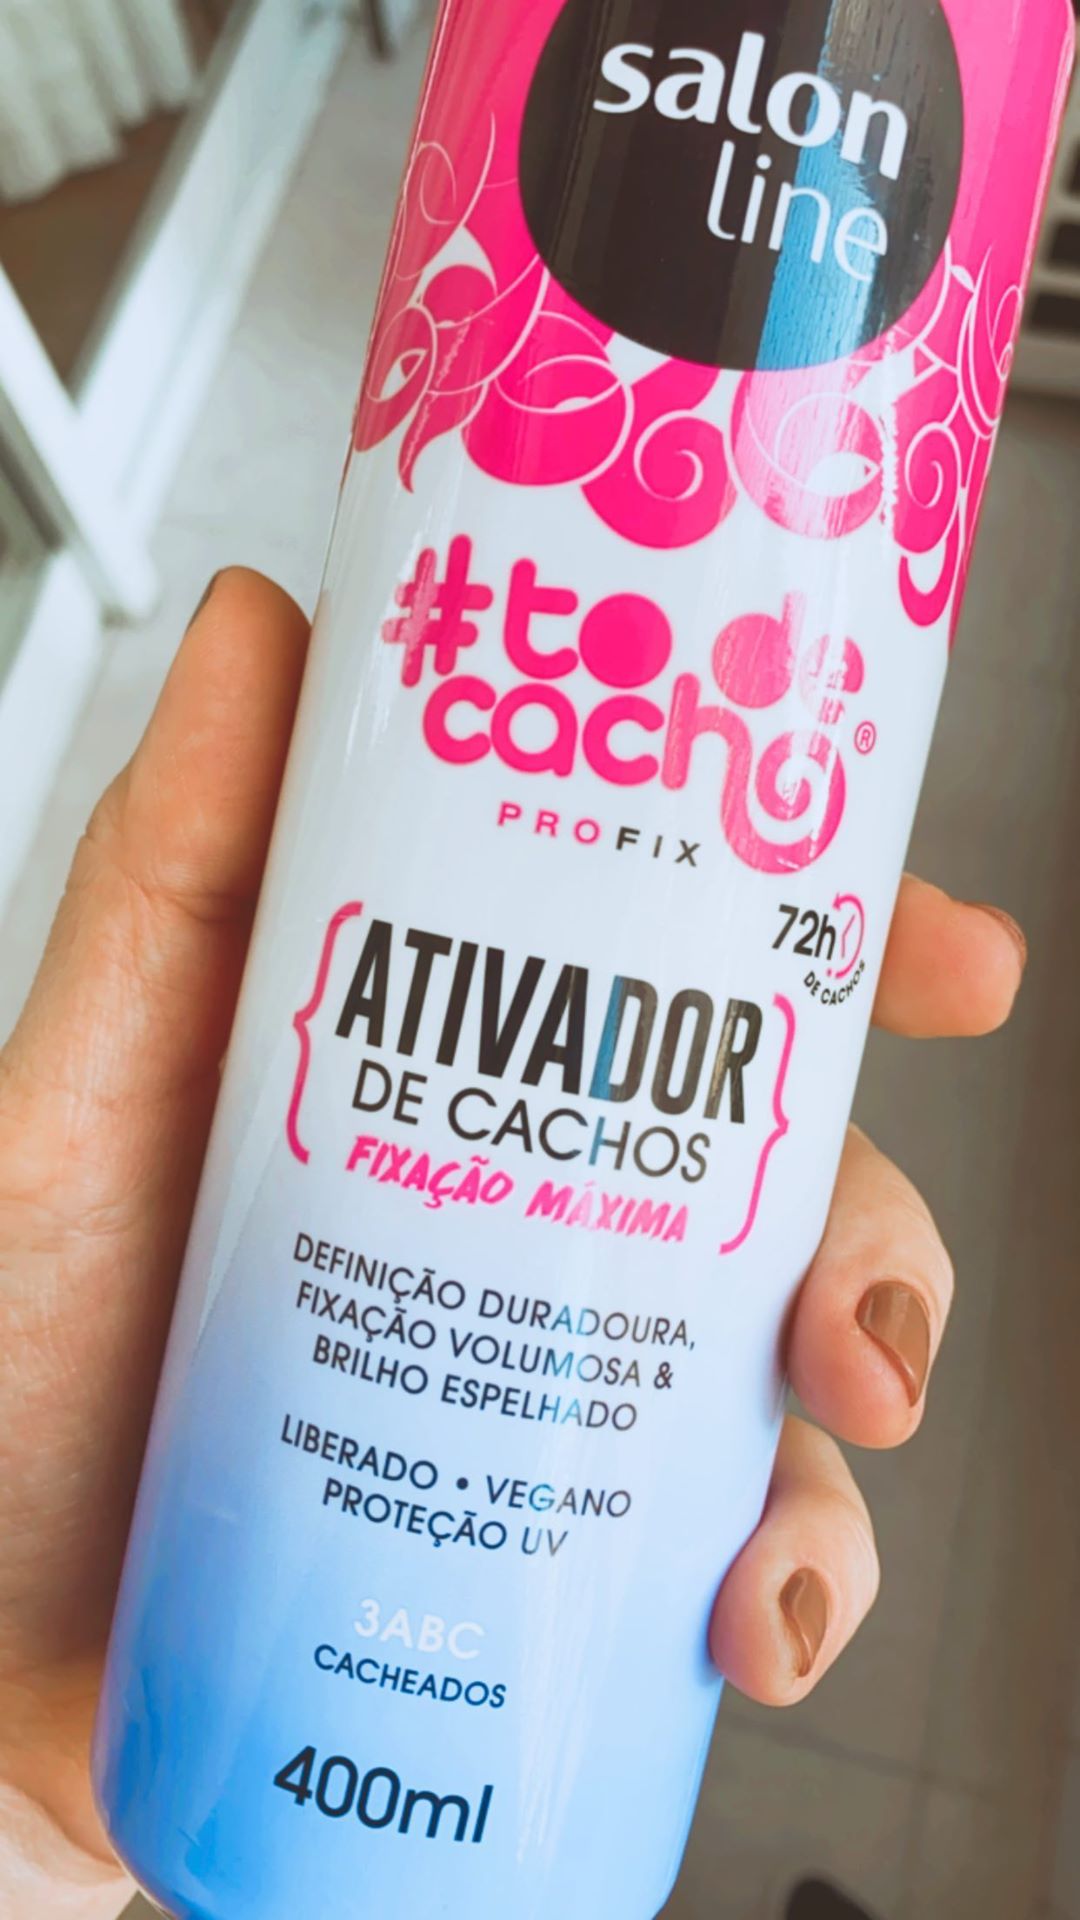 salon
line
#to de
cacho®
PROFIX
72h
DE CACHOS
ATIVADOR
DE CACHOS
FIXAÇÃO MÁXIMA
DEFINIÇÃO DURADOURA,
FIXAÇÃO VOLUMOSA &
BRILHO ESPELHADO
LIBERADO • VEGANO
PROTEÇÃO UV
3ABC
CACHEADOS
400ml